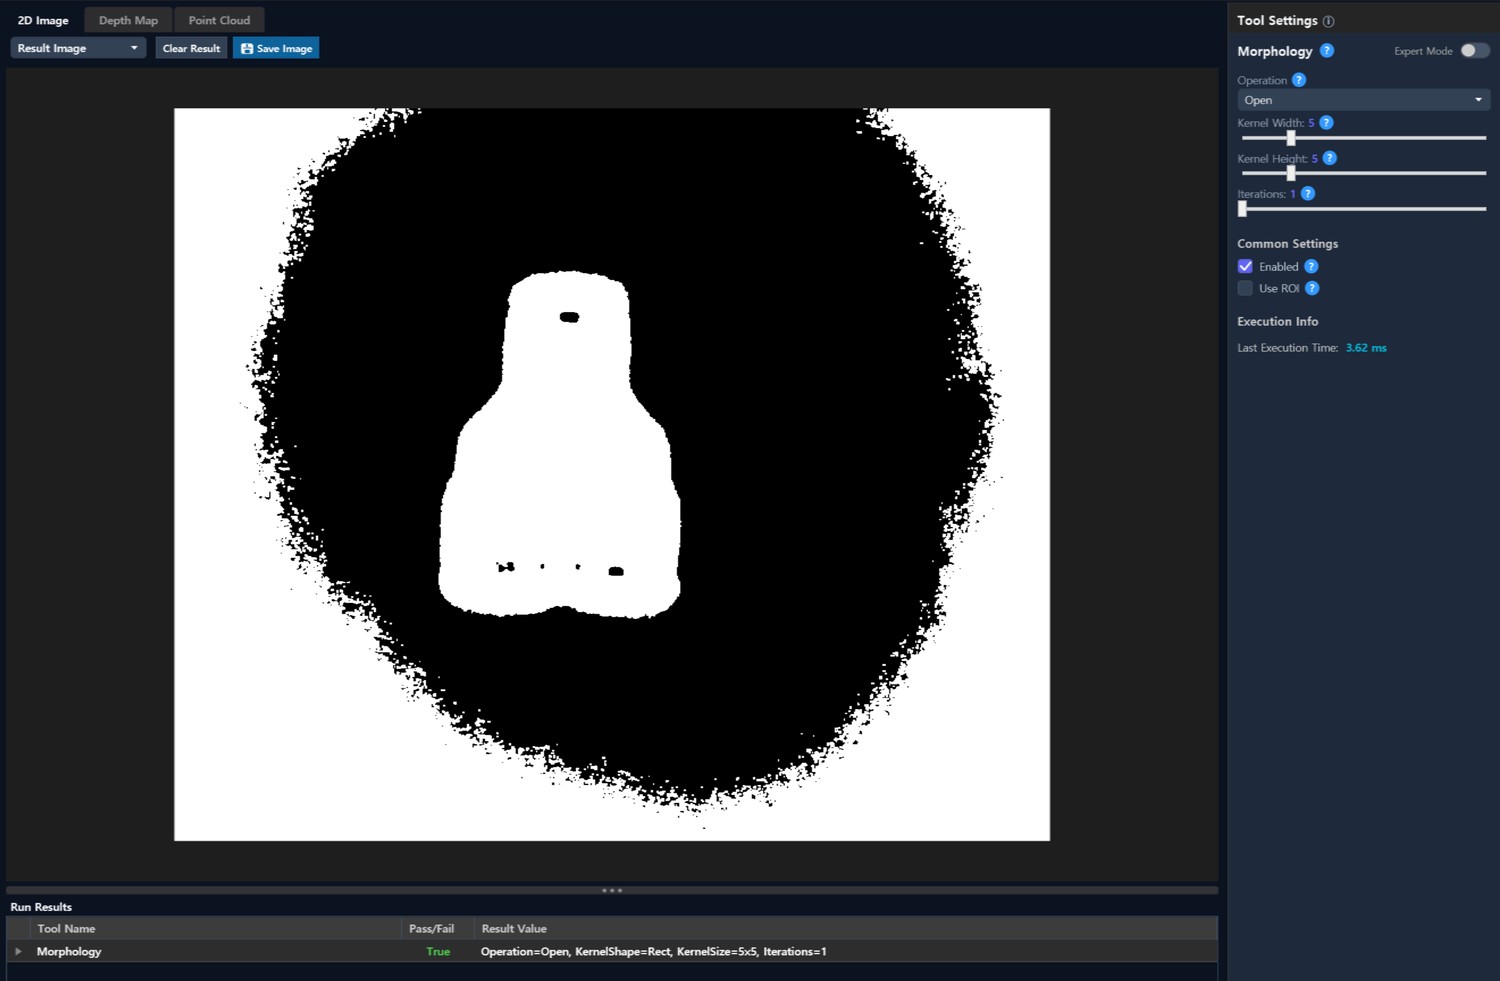 2D Image Depth Map Point Cloud
Result Image Clear Result Save Image
Tool Settings
Morphology ? Expert Mode
Operation ?
Open
Kernel Width: 5 ?
Kernel Height: 5 ?
Iterations: 1 ?
Common Settings
Enabled ?
Use ROI ?
Execution Info
Last Execution Time: 3.62 ms
Run Results
Tool Name Pass/Fail Result Value
Morphology True Operation=Open, KernelShape=Rect, KernelSize=5x5, Iterations=1